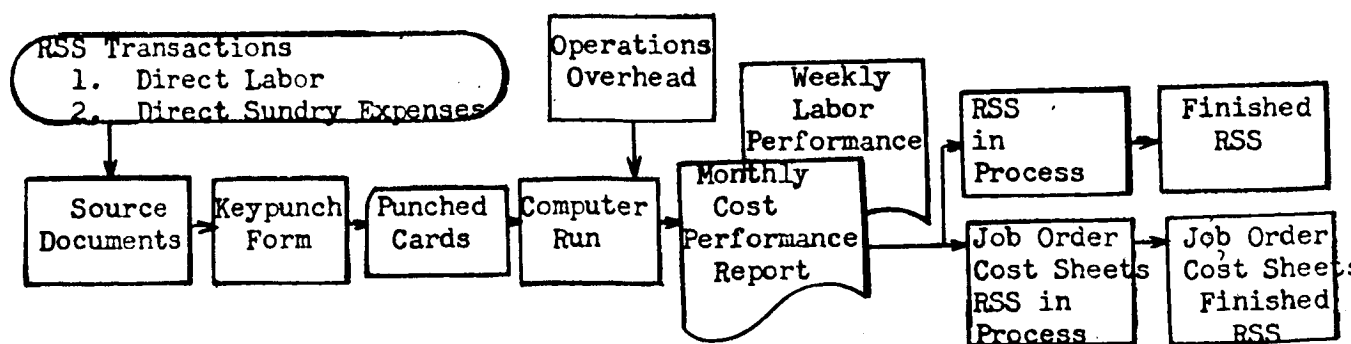 RSS Transactions
1. Direct Labor
2. Direct Sundry Expenses
Operations
Overhead
Source
Documents
Keypunch
Form
Punched
Cards
Computer
Run
Weekly
Labor
Performance
Monthly
Cost
Performance
Report
RSS
in
Process
Finished
RSS
Job Order
Cost Sheets
RSS in
Process
Job Order
Cost Sheets
Finished
RSS